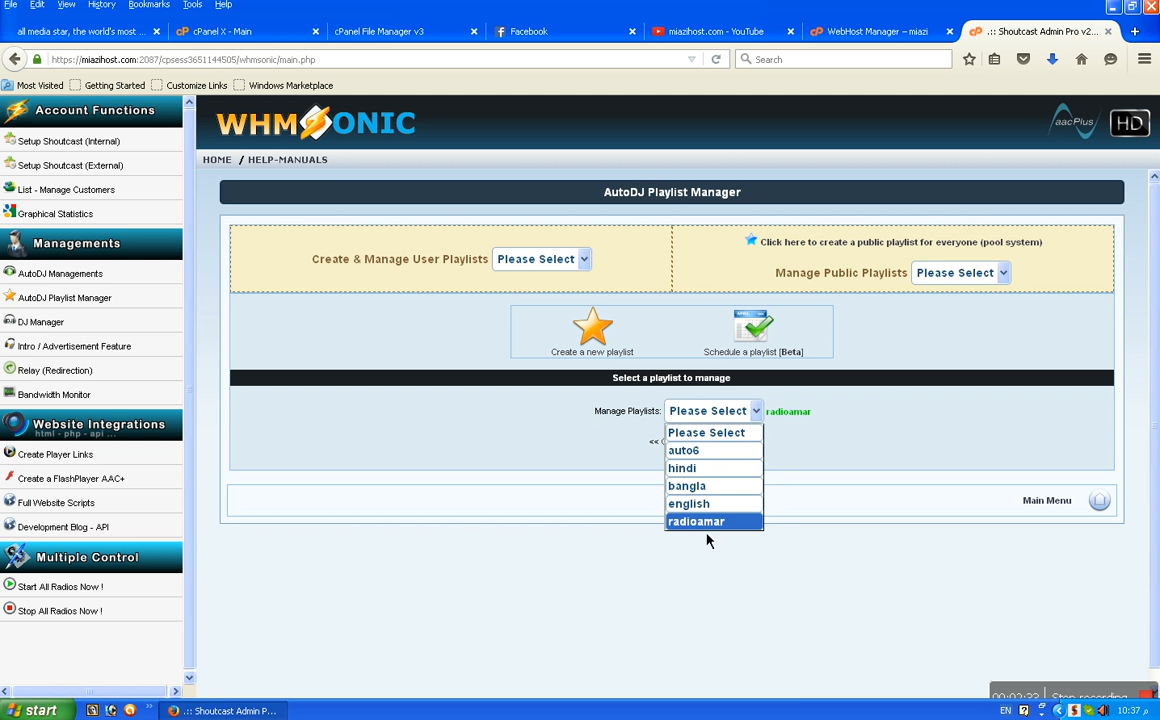 File Edit View History Bookmarks Tools Help
all media star, the world's most ... × cPanel X - Main × cPanel File Manager v3 × Facebook × miazihost.com - YouTube × WebHost Manager – miazi × .:: Shoutcast Admin Pro v2... ×
https://miazihost.com:2087/cpsess3651144505/whmsonic/main.php Search
Most Visited Getting Started Customize Links Windows Marketplace
Account Functions
Setup Shoutcast (Internal)
Setup Shoutcast (External)
List - Manage Customers
Graphical Statistics
Managements
AutoDJ Managements
AutoDJ Playlist Manager
DJ Manager
Intro / Advertisement Feature
Relay (Redirection)
Bandwidth Monitor
Website Integrations
html - php - api ...
Create Player Links
Create a FlashPlayer AAC+
Full Website Scripts
Development Blog - API
Multiple Control
Start All Radios Now !
Stop All Radios Now !
WHMSONIC
aacPlus HD
HOME / HELP-MANUALS
AutoDJ Playlist Manager
Create & Manage User Playlists Please Select
Click here to create a public playlist for everyone (pool system)
Manage Public Playlists Please Select
Create a new playlist
Schedule a playlist [Beta]
Select a playlist to manage
Manage Playlists: Please Select radioamar
Please Select
auto6
<<
hindi
bangla
english
radioamar
Main Menu
00:02:33 Stop recording
start .:: Shoutcast Admin P... EN 10:37 م